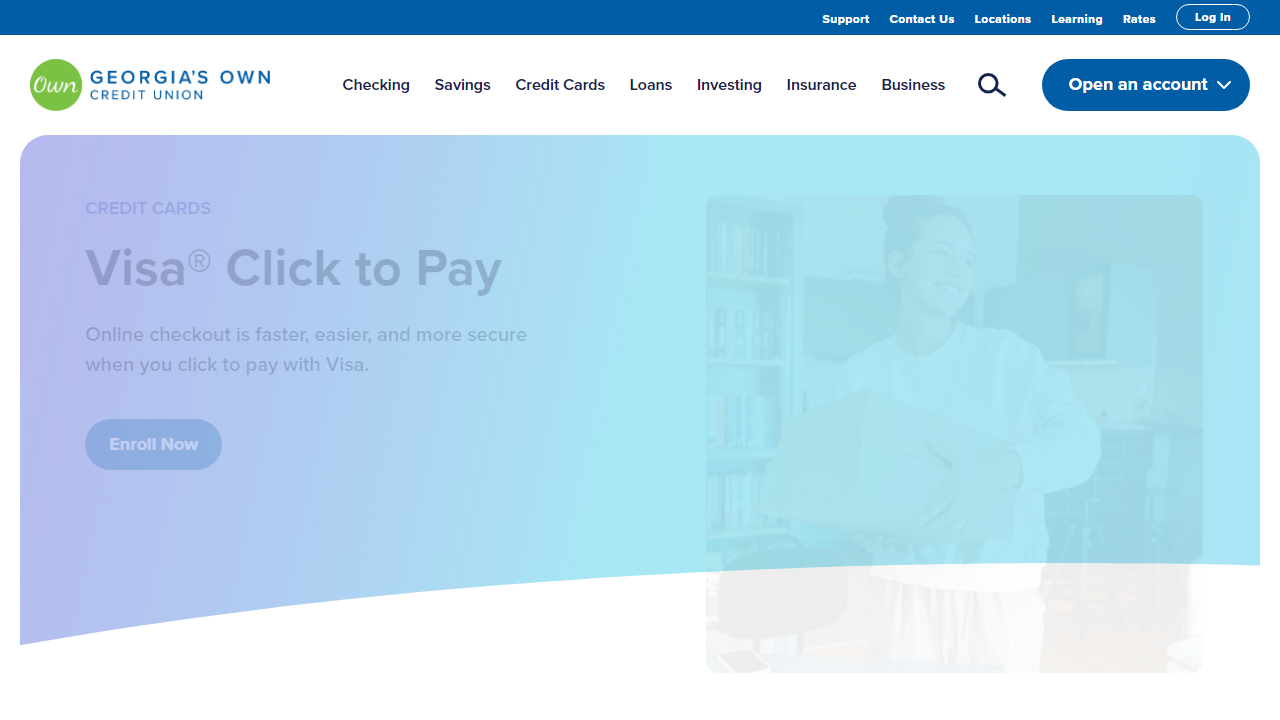 Support Contact Us Locations Learning Rates Log In
Own GEORGIA'S OWN
CREDIT UNION
Checking Savings Credit Cards Loans Investing Insurance Business
Open an account
CREDIT CARDS
Visa® Click to Pay
Online checkout is faster, easier, and more secure
when you click to pay with Visa.
Enroll Now